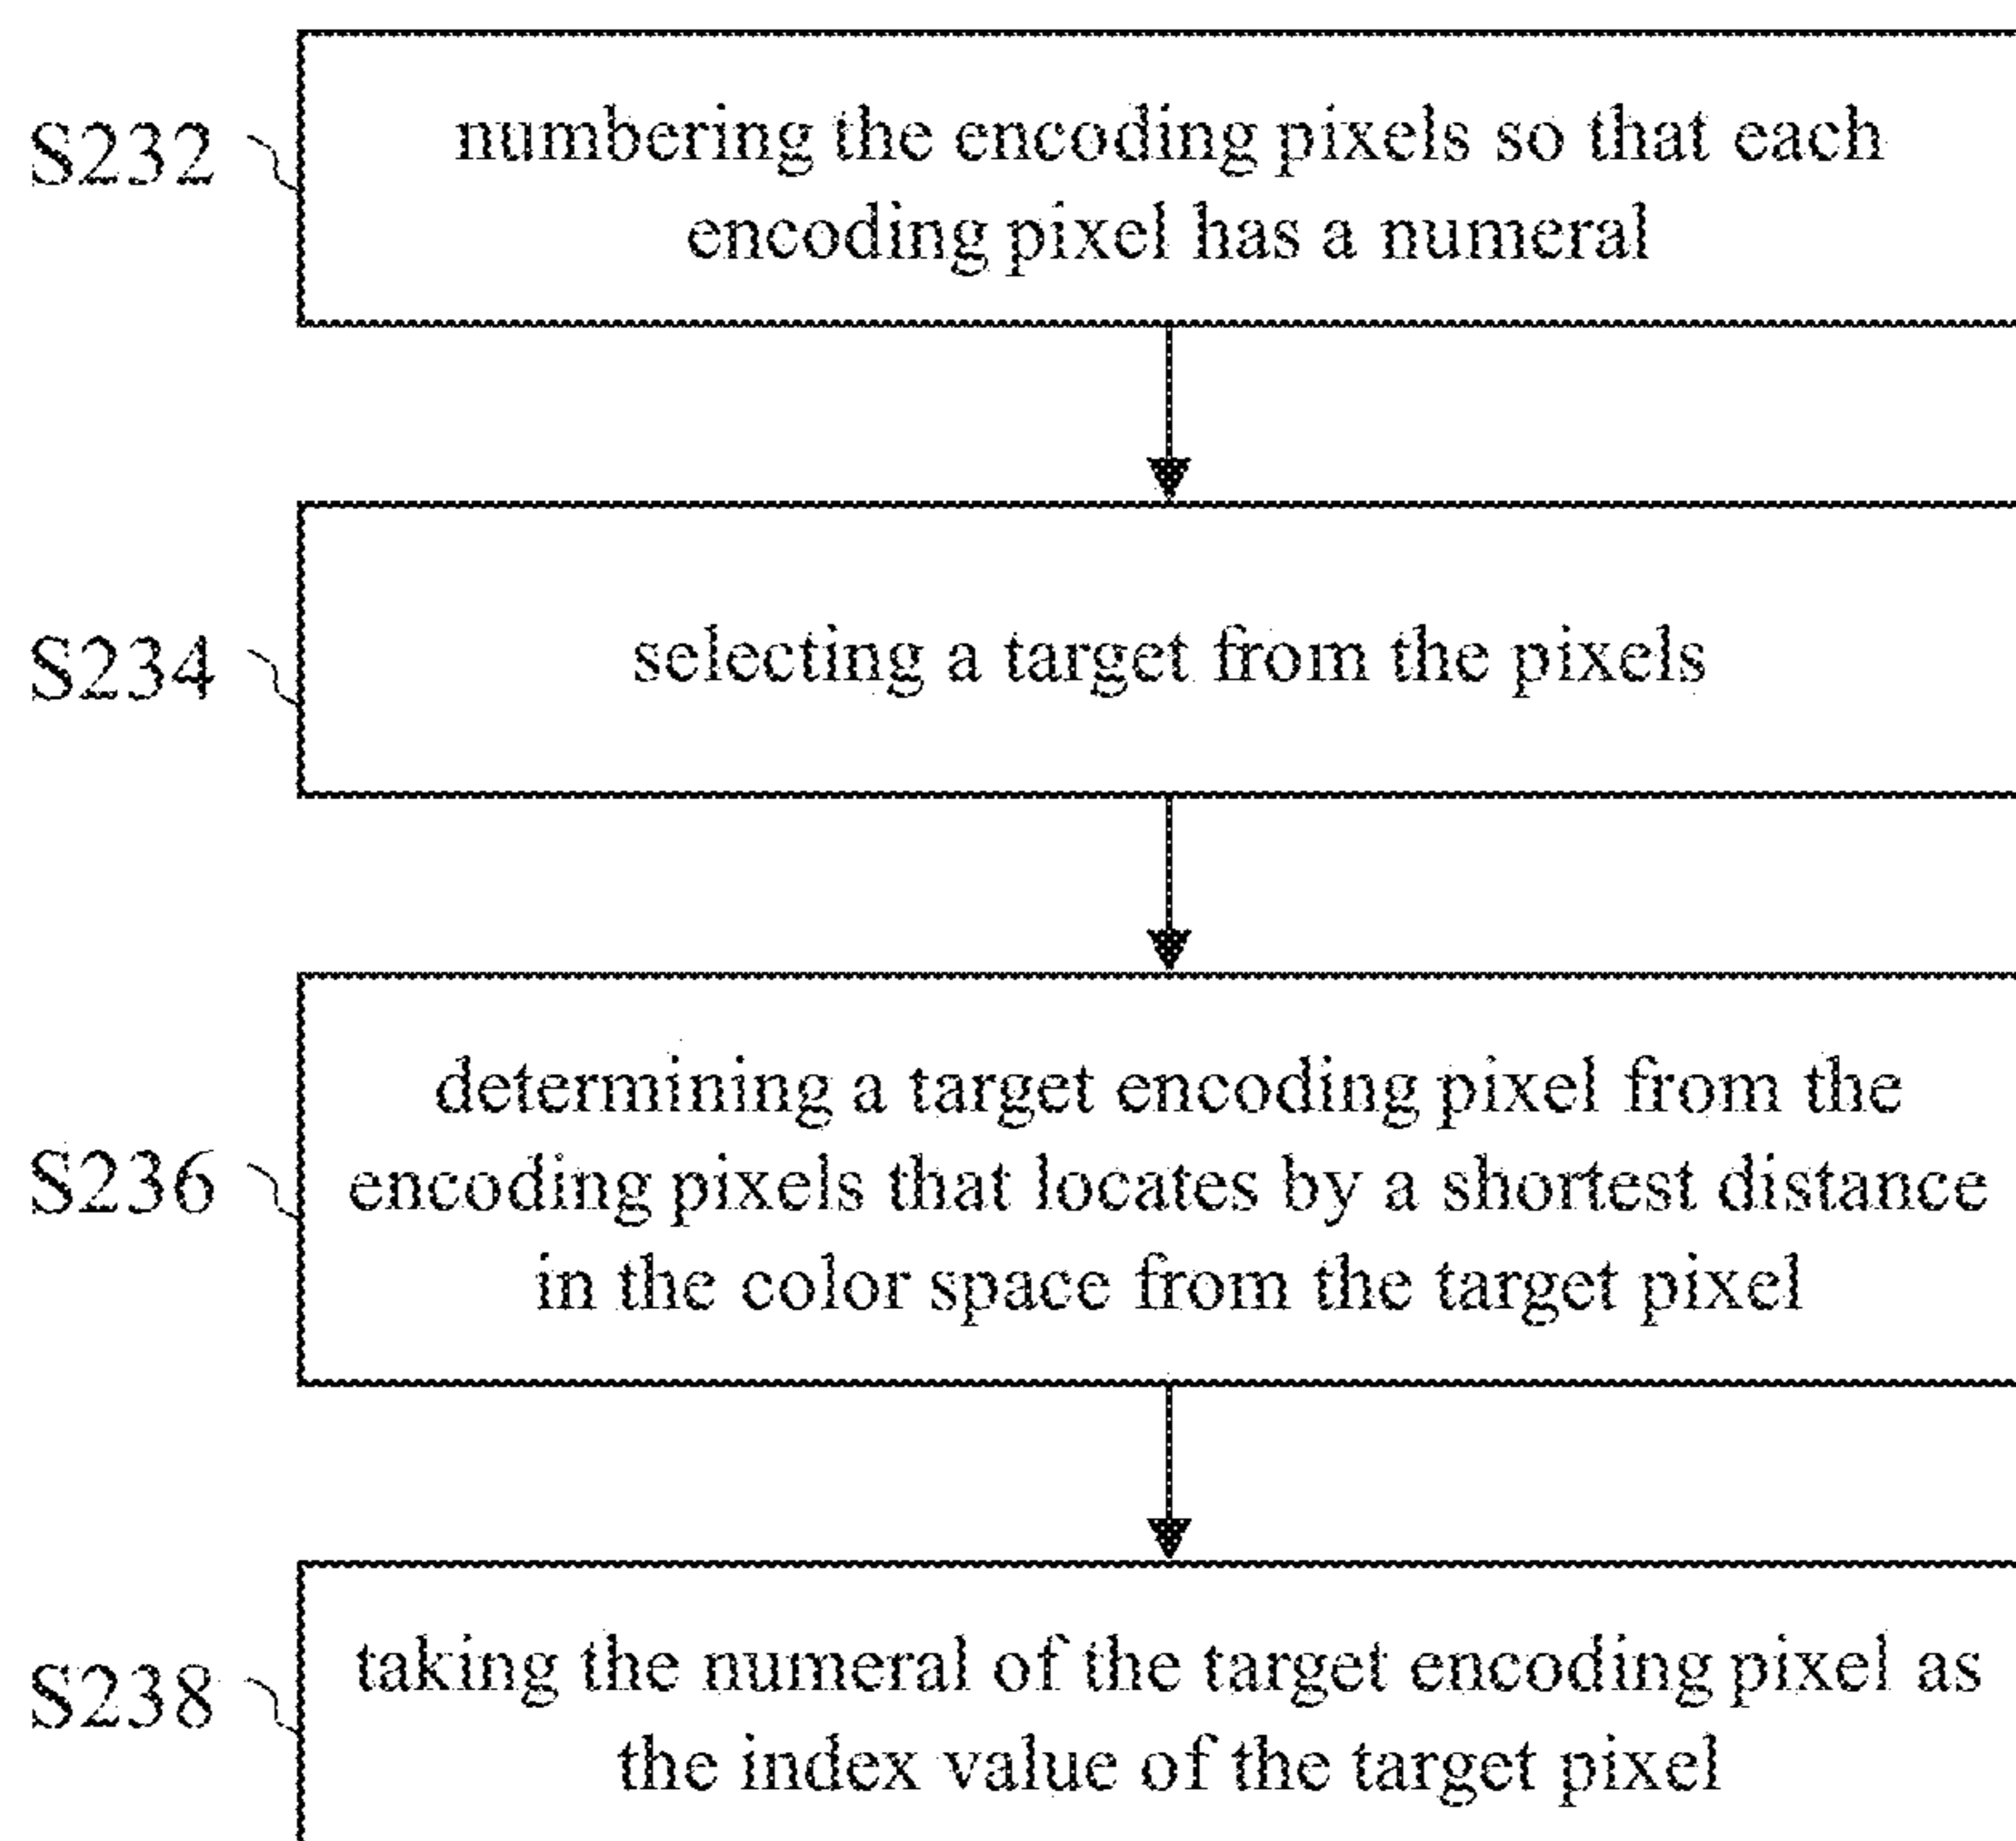 S232
numbering the encoding pixels so that each
encoding pixel has a numeral
S234
selecting a target from the pixels
S236
determining a target encoding pixel from the
encoding pixels that locates by a shortest distance
in the color space from the target pixel
S238
taking the numeral of the target encoding pixel as
the index value of the target pixel